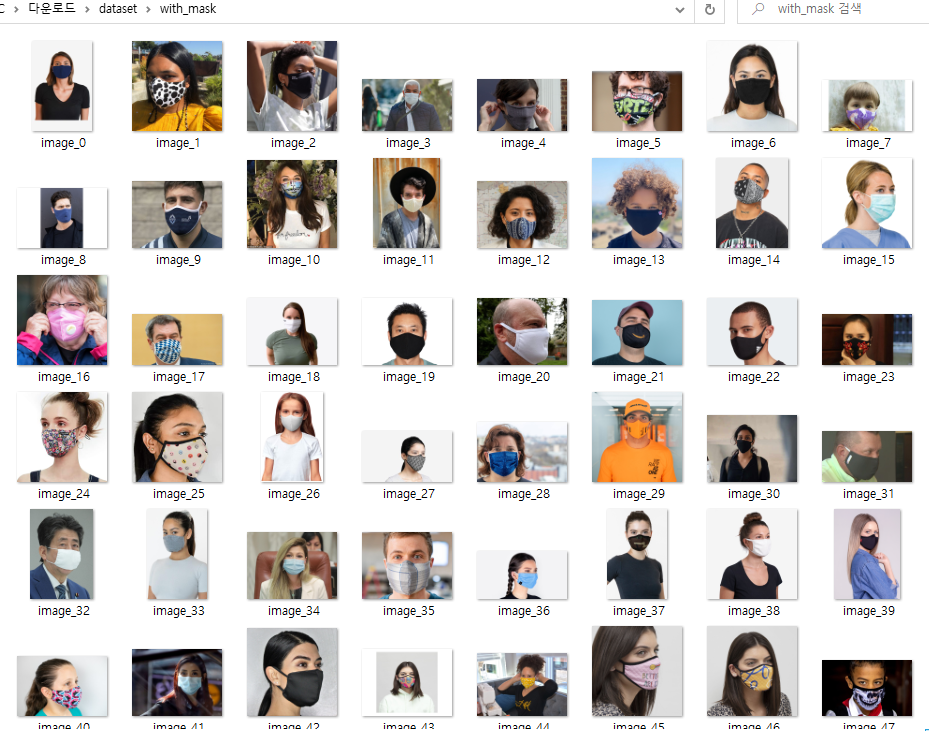 C > 다운로드 > dataset > with_mask
with_mask 검색
image_0 image_1 image_2 image_3 image_4 image_5 image_6 image_7
image_8 image_9 image_10 image_11 image_12 image_13 image_14 image_15
image_16 image_17 image_18 image_19 image_20 image_21 image_22 image_23
image_24 image_25 image_26 image_27 image_28 image_29 image_30 image_31
image_32 image_33 image_34 image_35 image_36 image_37 image_38 image_39
image_40 image_41 image_42 image_43 image_44 image_45 image_46 image_47